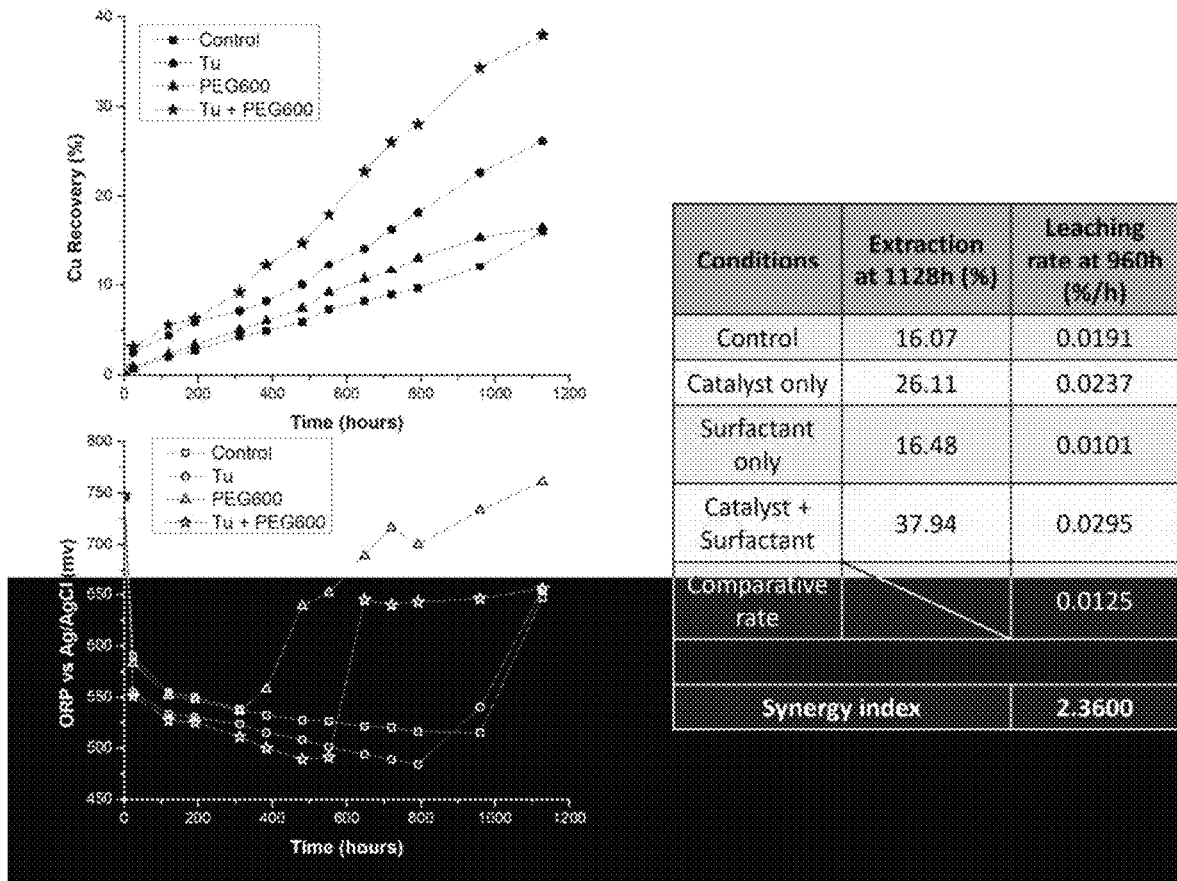 40
30
20
10
0
Cu Recovery (%)
Control
Tu
PEG600
Tu + PEG600
0 200 400 600 800 1000 1200
Time (hours)
800
750
700
650
600
550
500
450
ORP vs Ag/AgCl (mv)
Control
Tu
PEG600
Tu + PEG600
0 200 400 600 800 1000 1200
Time (hours)
Conditions
Extraction
at 1128h (%)
Leaching
rate at 960h
(%/h)
Control 16.07 0.0191
Catalyst only 26.11 0.0237
Surfactant
only
16.48 0.0101
Catalyst +
Surfactant
37.94 0.0295
Comparative
rate
0.0125
Synergy index 2.3600